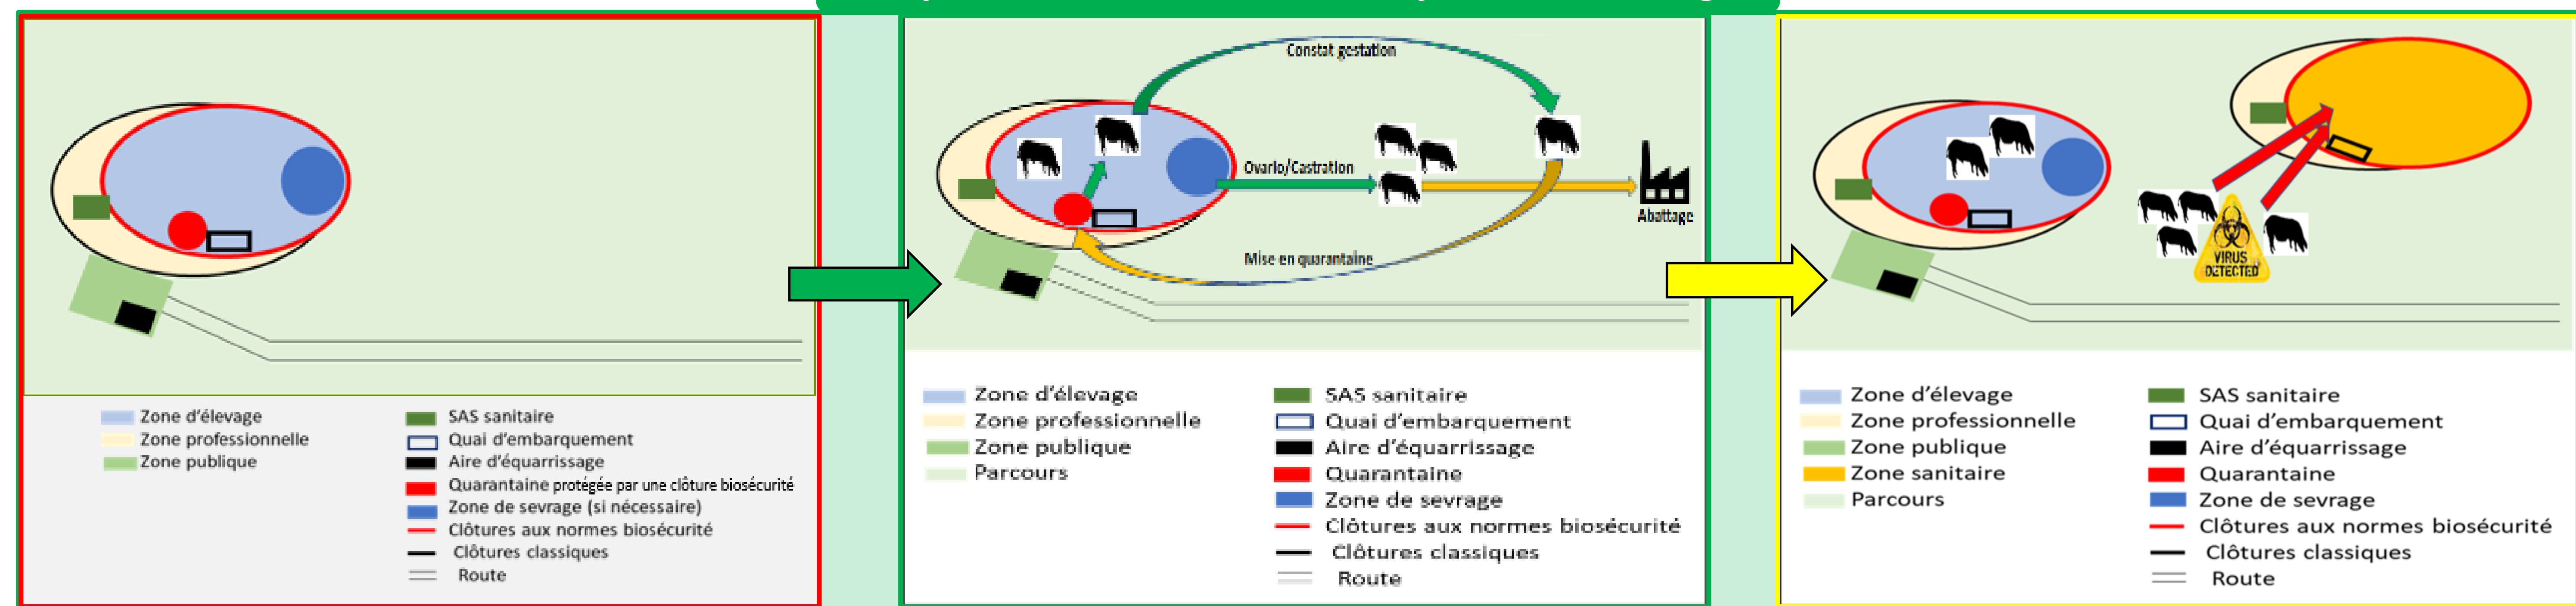 Zone d'élevage
Zone professionnelle
Zone publique
SAS sanitaire
Quai d'embarquement
Aire d'équarrissage
Quarantaine protégée par une clôture biosécurité
Zone de sevrage (si nécessaire)
Clôtures aux normes biosécurité
Clôtures classiques
Route
Constat gestation
Ovario/Castration
Abattage
Mise en quarantaine
Zone d'élevage
Zone professionnelle
Zone publique
Parcours
SAS sanitaire
Quai d'embarquement
Aire d'équarrissage
Quarantaine
Zone de sevrage
Clôtures aux normes biosécurité
Clôtures classiques
Route
VIRUS
DETECTED
Zone d'élevage
Zone professionnelle
Zone publique
Zone sanitaire
Parcours
SAS sanitaire
Quai d'embarquement
Aire d'équarrissage
Quarantaine
Zone de sevrage
Clôtures aux normes biosécurité
Clôtures classiques
Route